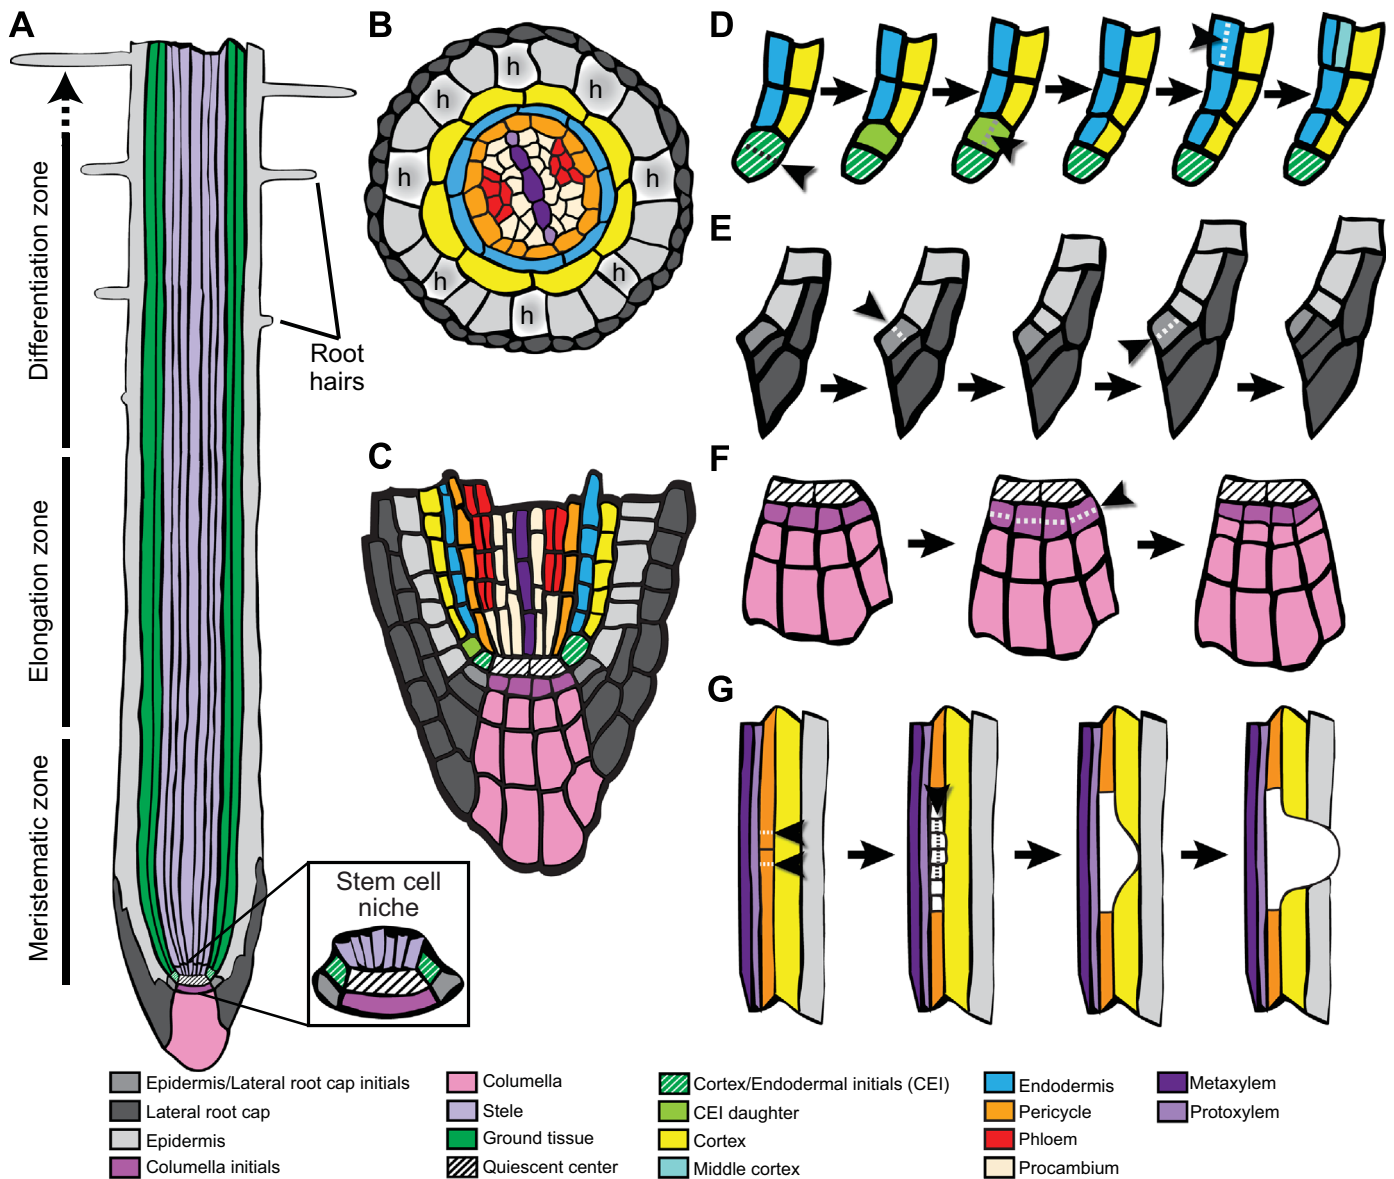 A
B
C
D
E
F
G
Differentiation zone
Elongation zone
Meristematic zone
Root
hairs
h
h
h
h
h
h
h
h
Stem cell
niche
Epidermis/Lateral root cap initials
Lateral root cap
Epidermis
Columella initials
Columella
Stele
Ground tissue
Quiescent center
Cortex/Endodermal initials (CEI)
CEI daughter
Cortex
Middle cortex
Endodermis
Pericycle
Phloem
Procambium
Metaxylem
Protoxylem